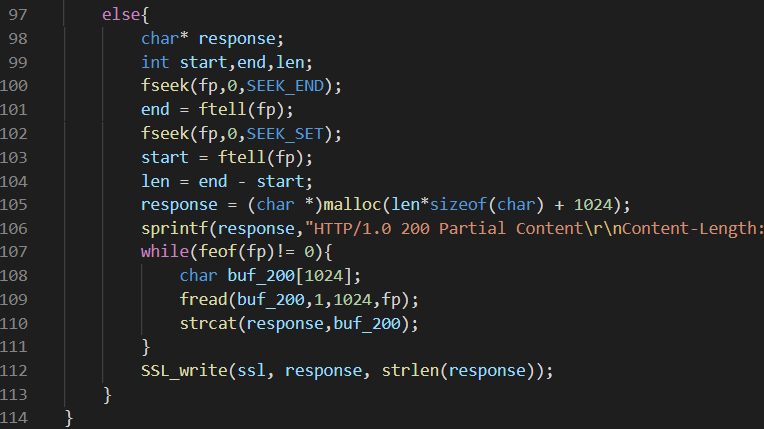 97 else{
98 char* response;
99 int start,end,len;
100 fseek(fp,0,SEEK_END);
101 end = ftell(fp);
102 fseek(fp,0,SEEK_SET);
103 start = ftell(fp);
104 len = end - start;
105 response = (char *)malloc(len*sizeof(char) + 1024);
106 sprintf(response,"HTTP/1.0 200 Partial Content\r\nContent-Length:
107 while(feof(fp)!= 0){
108 char buf_200[1024];
109 fread(buf_200,1,1024,fp);
110 strcat(response,buf_200);
111 }
112 SSL_write(ssl, response, strlen(response));
113 }
114 }